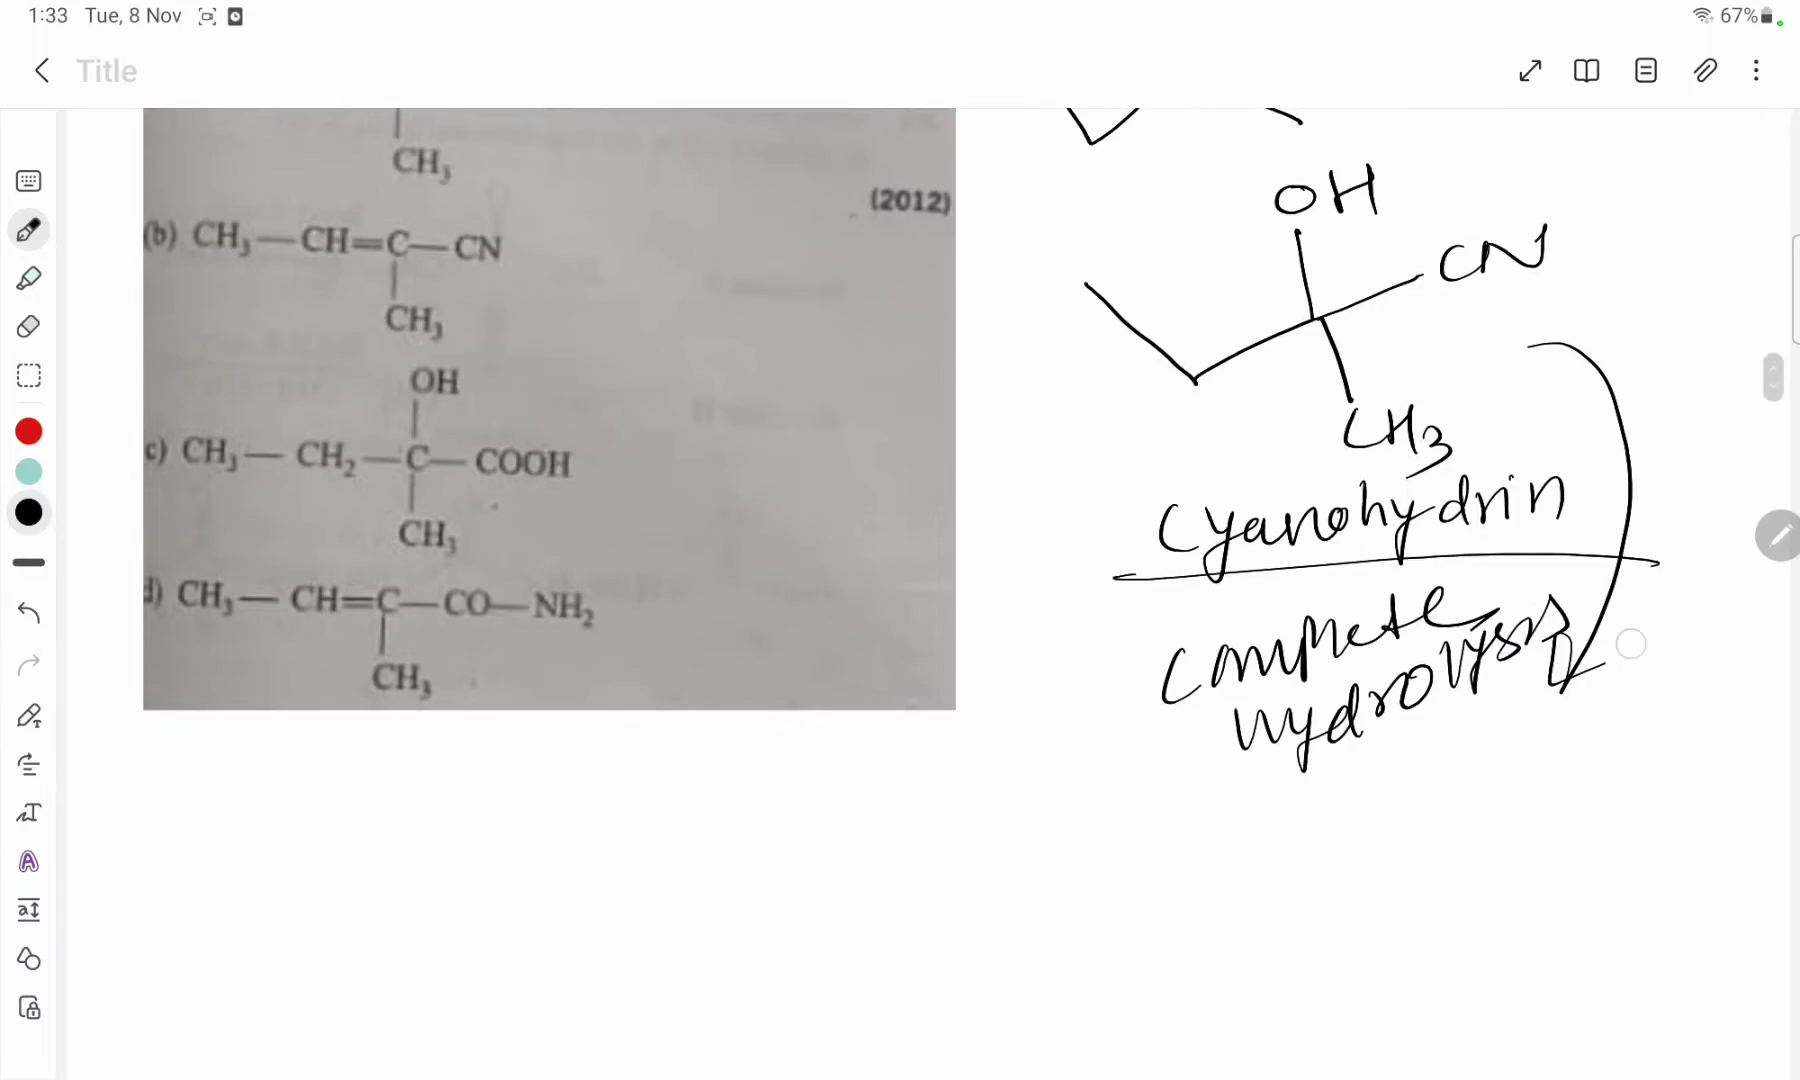 1:33 Tue, 8 Nov
67%
Title
CH₃
(2012)
(b) CH₃—CH=C—CN
CH₃
OH
c) CH₃— CH₂—C—COOH
CH₃
d) CH₃— CH=C—CO—NH₂
CH₃
OH
CN
CH3
Cyanohydrin
Complete
hydrolysis